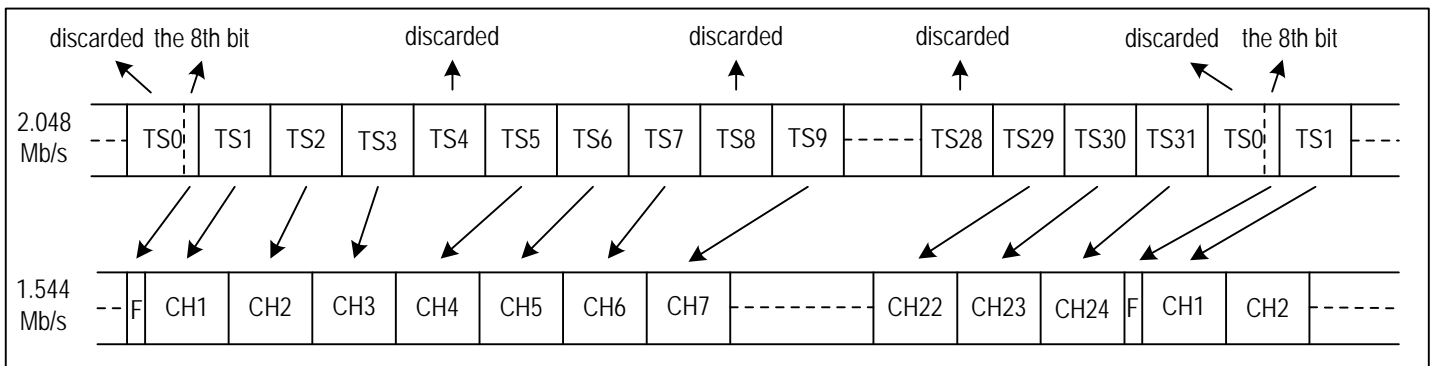 discarded the 8th bit discarded discarded discarded discarded the 8th bit
2.048 Mb/s TS0 TS1 TS2 TS3 TS4 TS5 TS6 TS7 TS8 TS9 TS28 TS29 TS30 TS31 TS0 TS1
1.544 Mb/s F CH1 CH2 CH3 CH4 CH5 CH6 CH7 CH22 CH23 CH24 F CH1 CH2